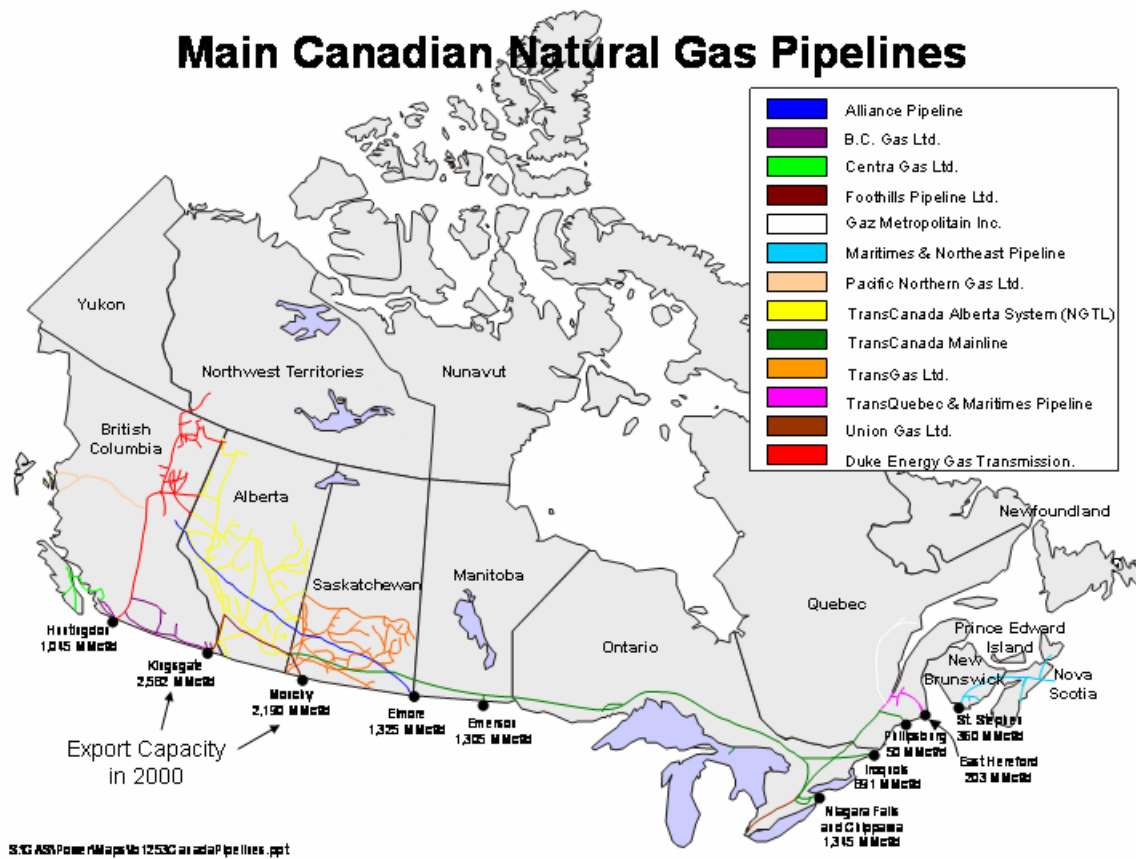 Main Canadian Natural Gas Pipelines
Alliance Pipeline
B.C. Gas Ltd.
Centra Gas Ltd.
Foothills Pipeline Ltd.
Gaz Metropolitain Inc.
Maritimes & Northeast Pipeline
Pacific Northern Gas Ltd.
TransCanada Alberta System (NGTL)
TransCanada Mainline
TransGas Ltd.
TransQuebec & Maritimes Pipeline
Union Gas Ltd.
Duke Energy Gas Transmission.
Yukon
Northwest Territories
Nunavut
British
Columbia
Alberta
Saskatchewan
Manitoba
Ontario
Quebec
Newfoundland
Prince Edward
Island
New
Brunswick
Nova
Scotia
Huntingdon
1,045 MMcf/d
Kingsgate
2,562 MMcf/d
Monchy
2,190 MMcf/d
Elmore
1,325 MMcf/d
Emerson
1,305 MMcf/d
Export Capacity
in 2000
St. Stephen
360 MMcf/d
Philipsburg
50 MMcf/d
East Hereford
203 MMcf/d
Iroquois
891 MMcf/d
Niagara Falls
and Chippawa
1,345 MMcf/d